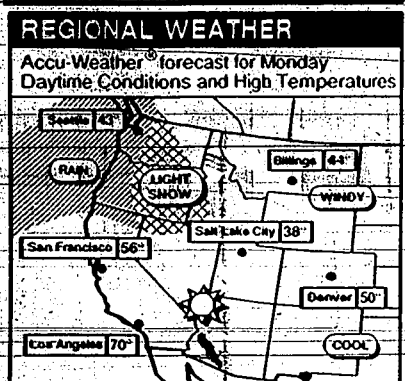 REGIONAL WEATHER
Accu-Weather® forecast for Monday
Daytime Conditions and High Temperatures
Seattle 43°
RAIN
LIGHT
SNOW
Billings 44°
WINDY
Salt Lake City 38°
San Francisco 56°
Denver 50°
Los Angeles 70°
COOL